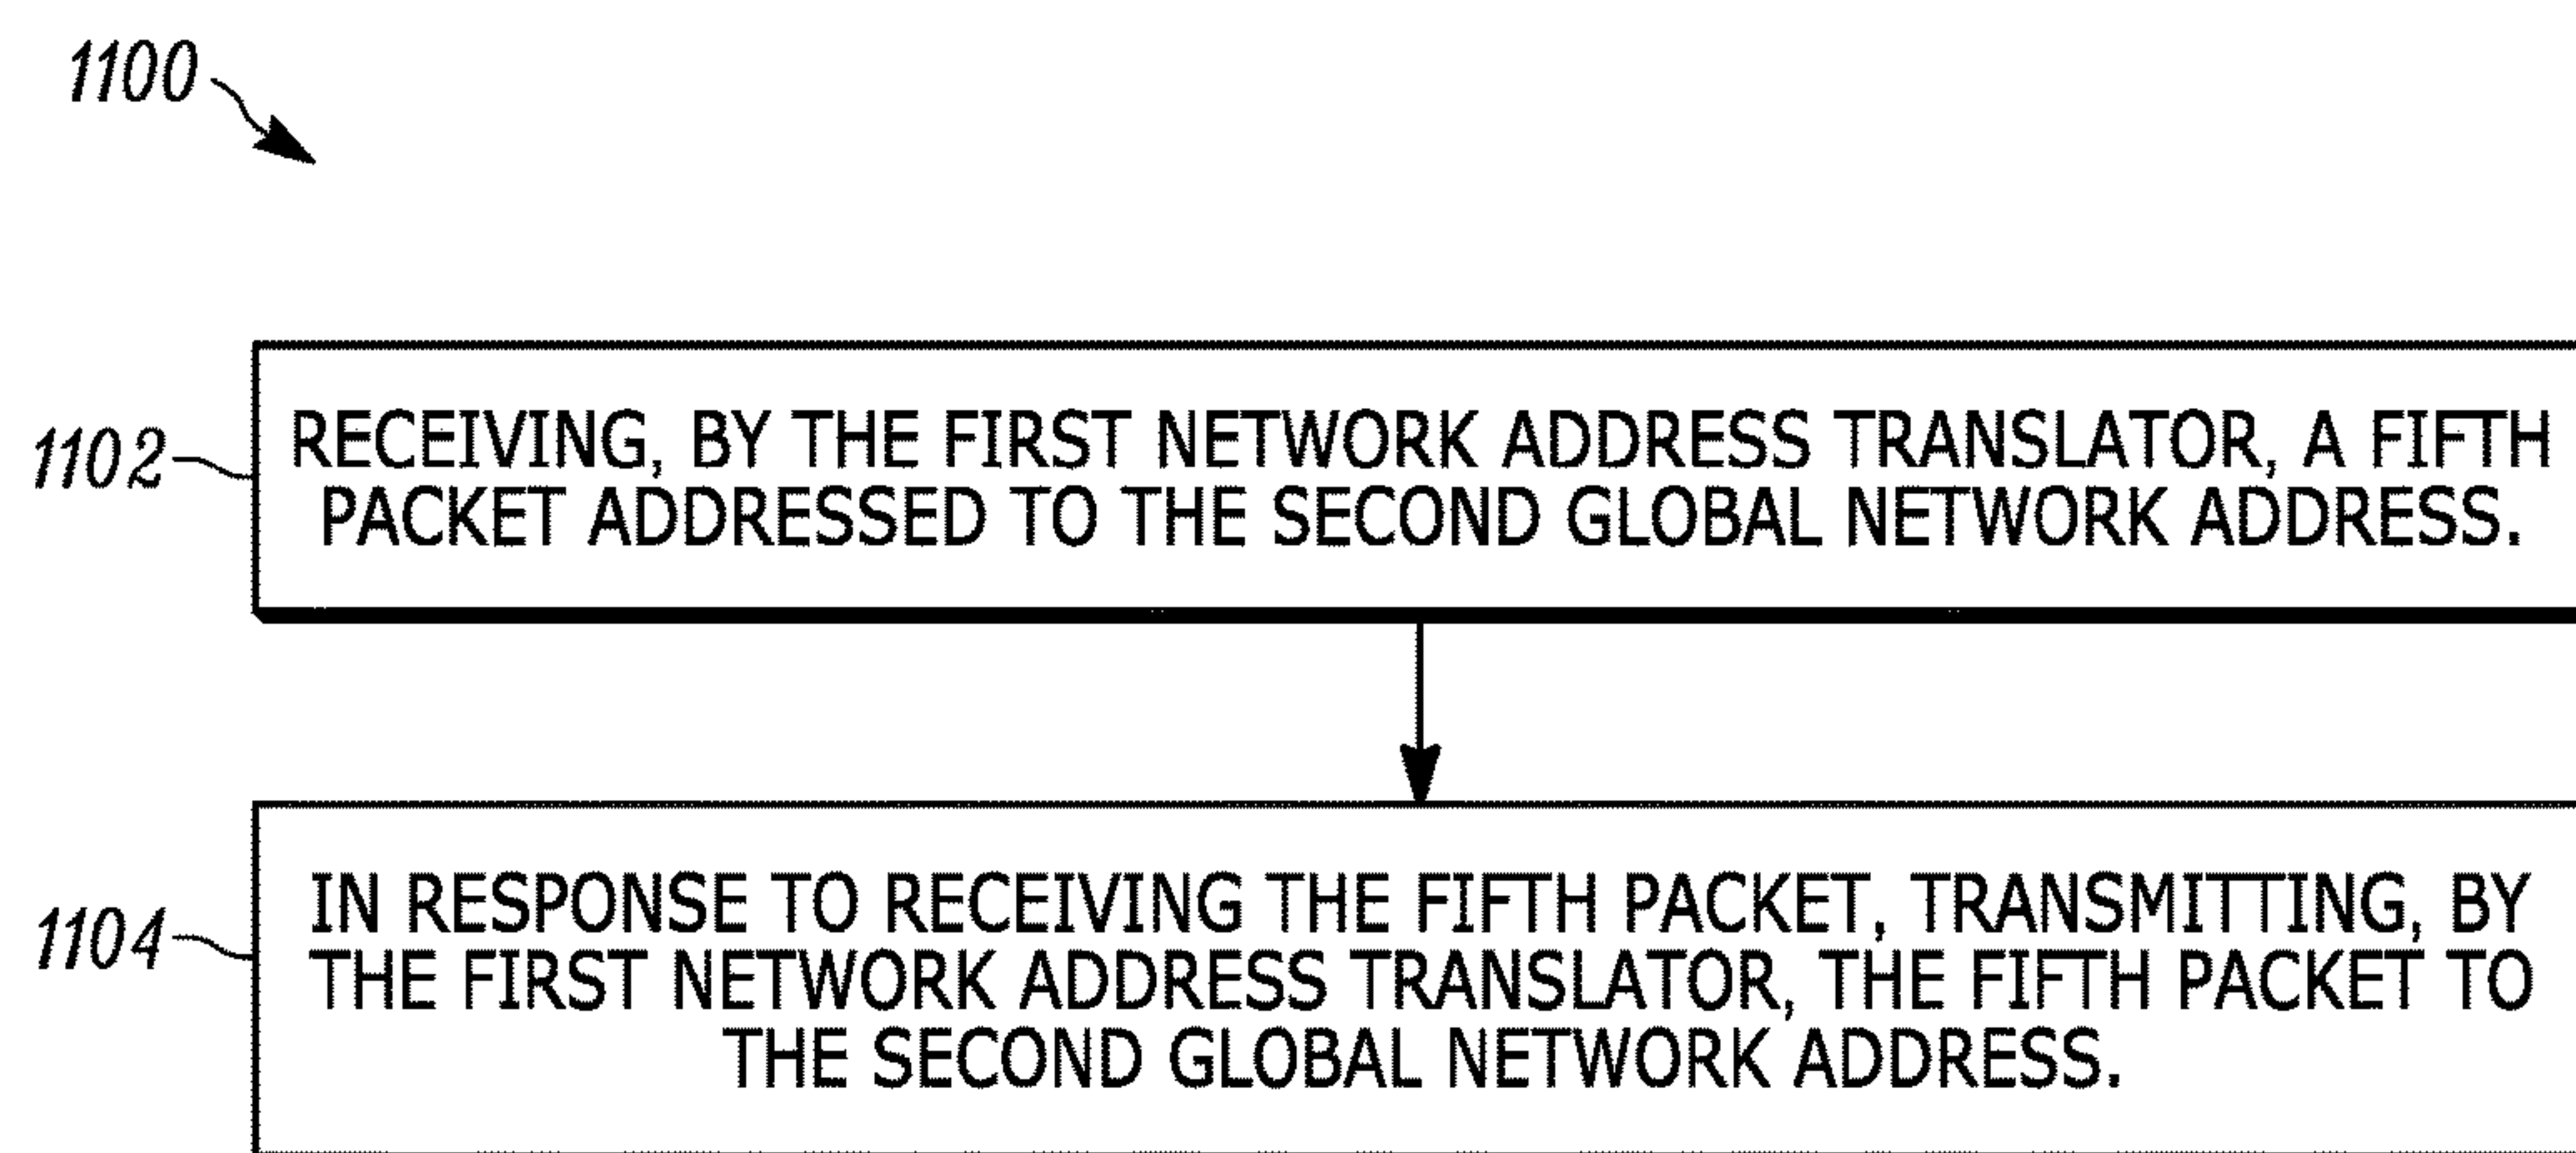 1100
1102
RECEIVING, BY THE FIRST NETWORK ADDRESS TRANSLATOR, A FIFTH
PACKET ADDRESSED TO THE SECOND GLOBAL NETWORK ADDRESS.
1104
IN RESPONSE TO RECEIVING THE FIFTH PACKET, TRANSMITTING, BY
THE FIRST NETWORK ADDRESS TRANSLATOR, THE FIFTH PACKET TO
THE SECOND GLOBAL NETWORK ADDRESS.